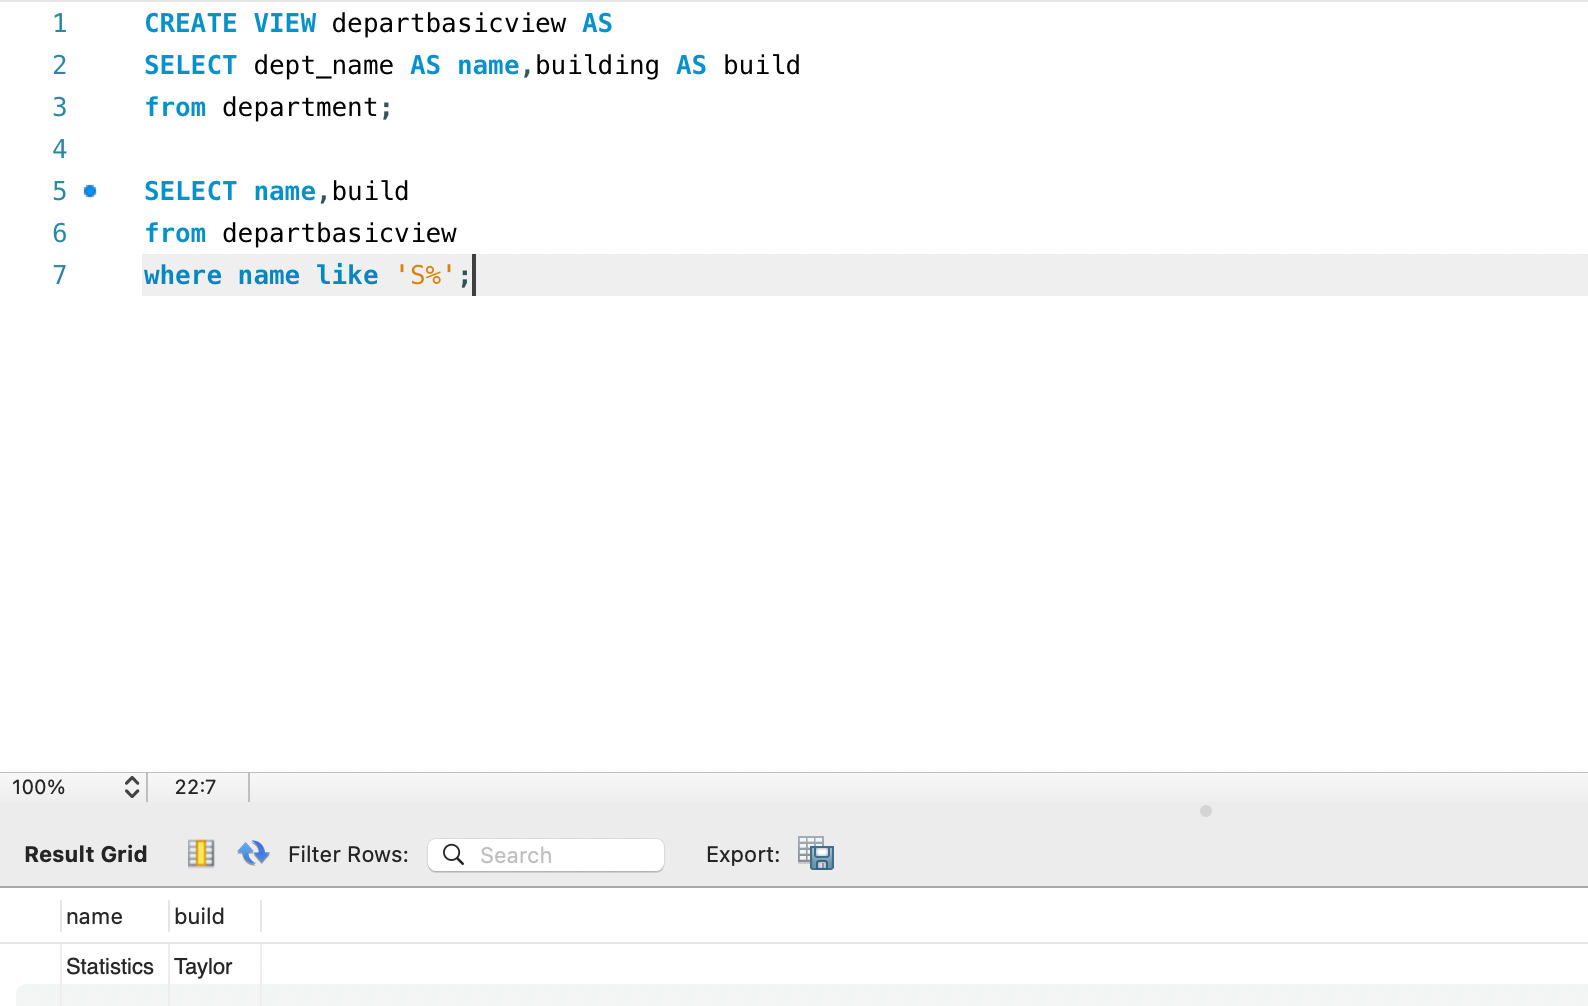 1 CREATE VIEW departbasicview AS
2 SELECT dept_name AS name,building AS build
3 from department;
4
5 SELECT name,build
6 from departbasicview
7 where name like 'S%';
100% 22:7
Result Grid Filter Rows: Search Export:
name build
Statistics Taylor